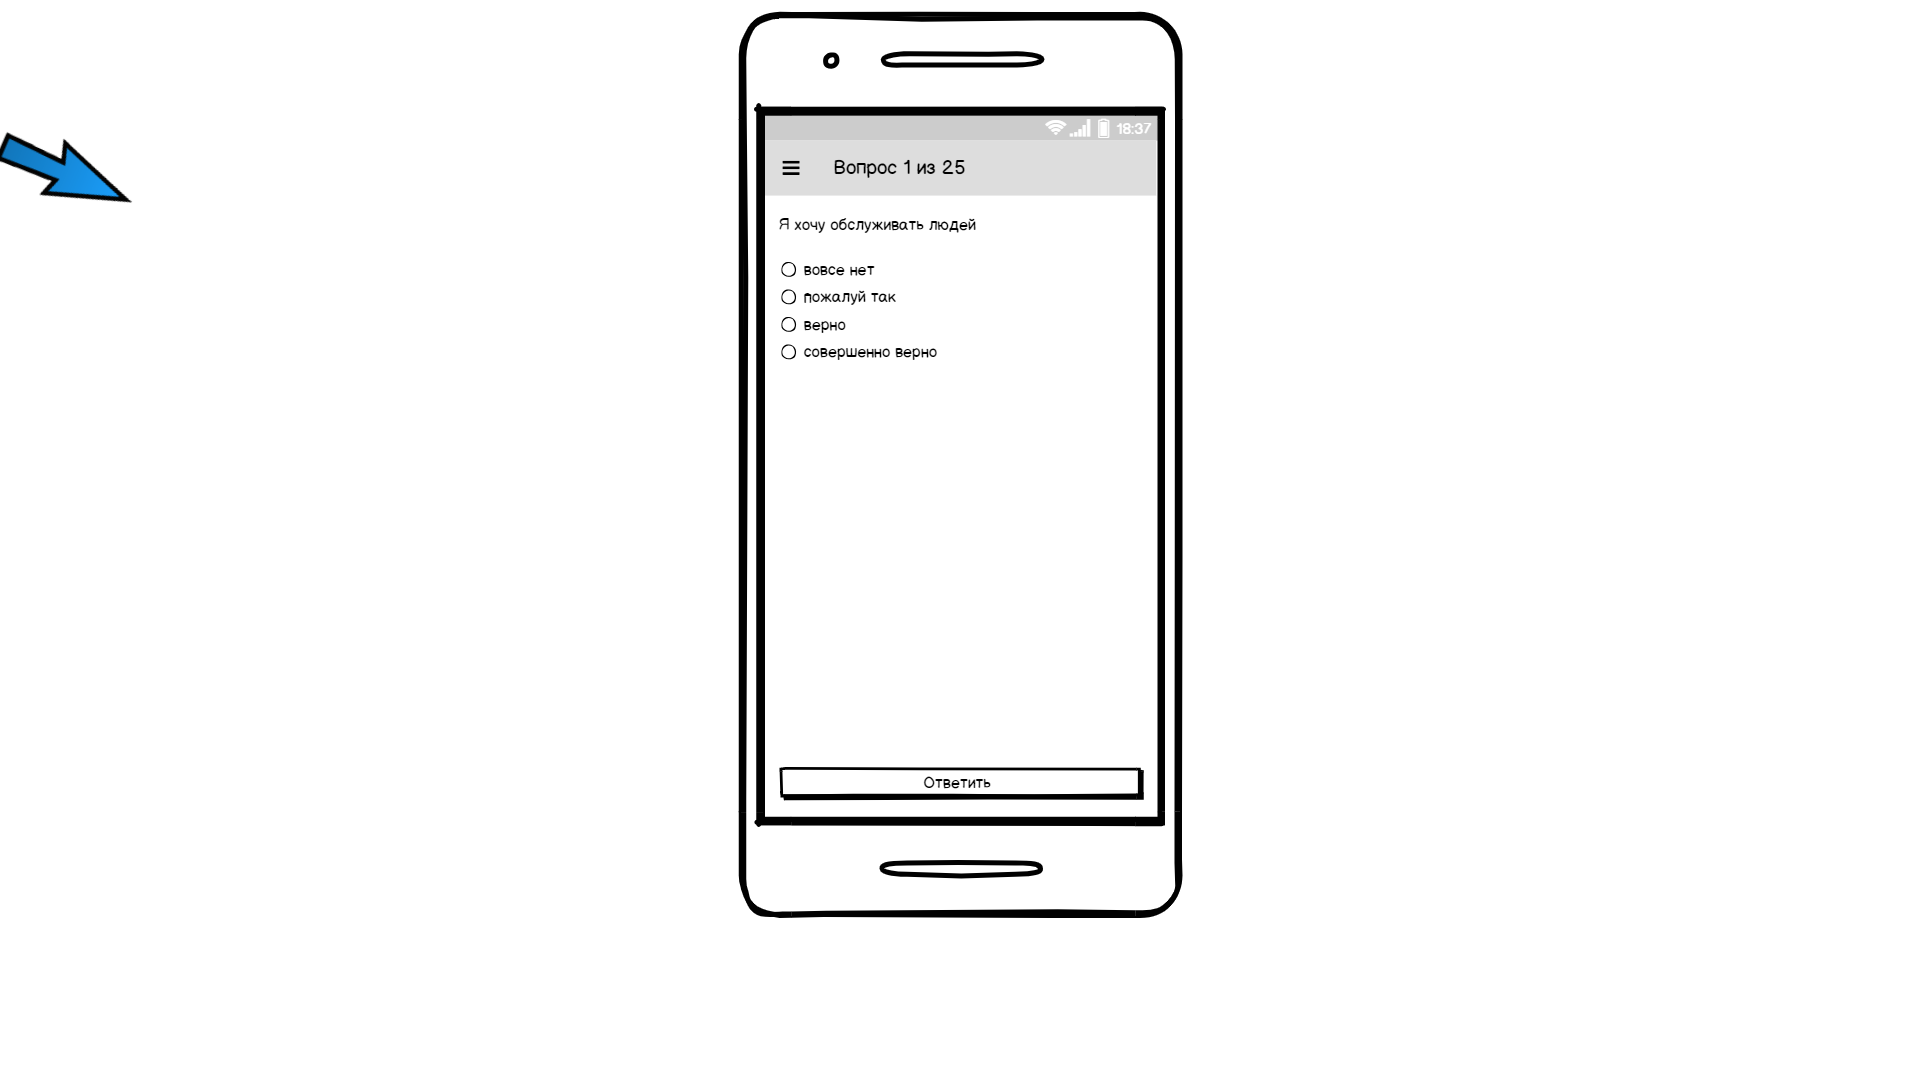 18:37
Вопрос 1 из 25
Я хочу обслуживать людей
вовсе нет
пожалуй так
верно
совершенно верно
Ответить